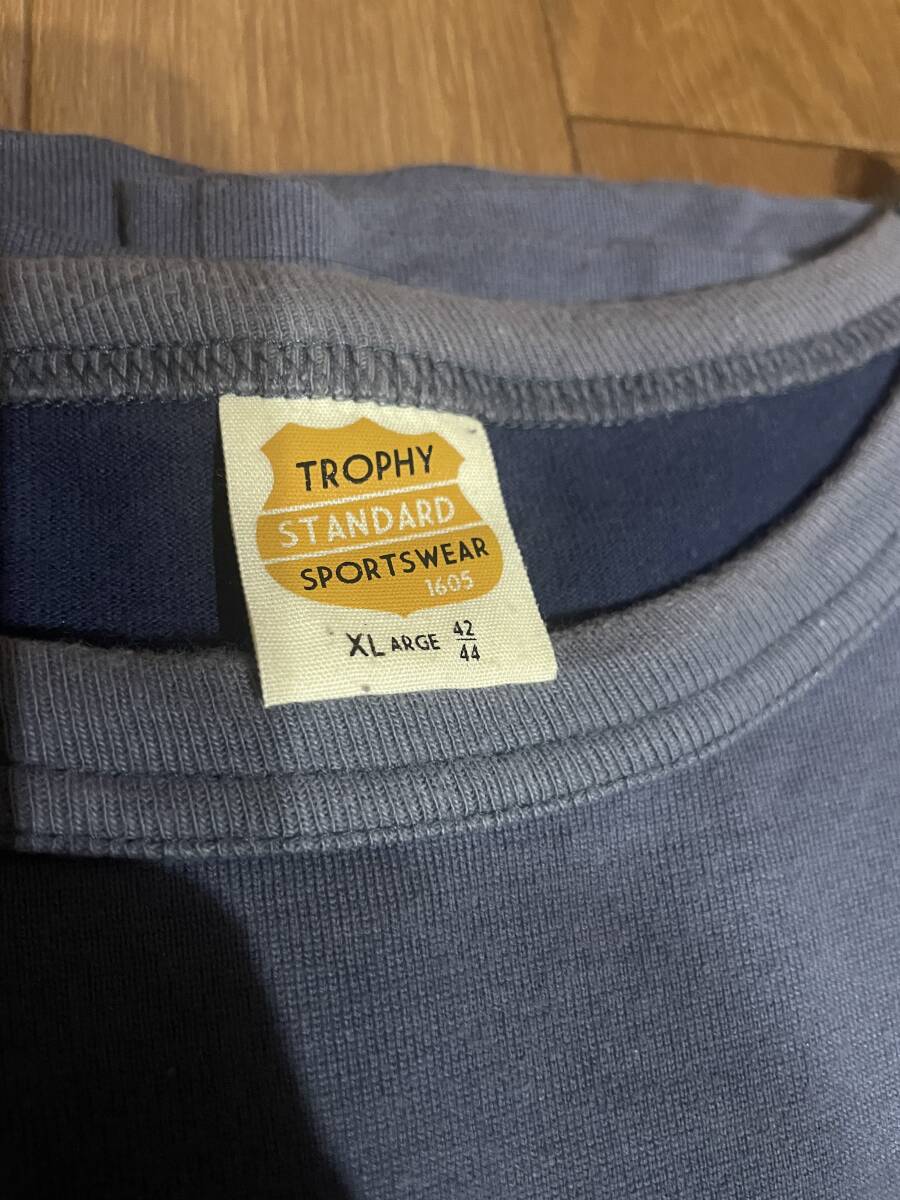 TROPHY
STANDARD
SPORTSWEAR
1605
XLARGE 42/44